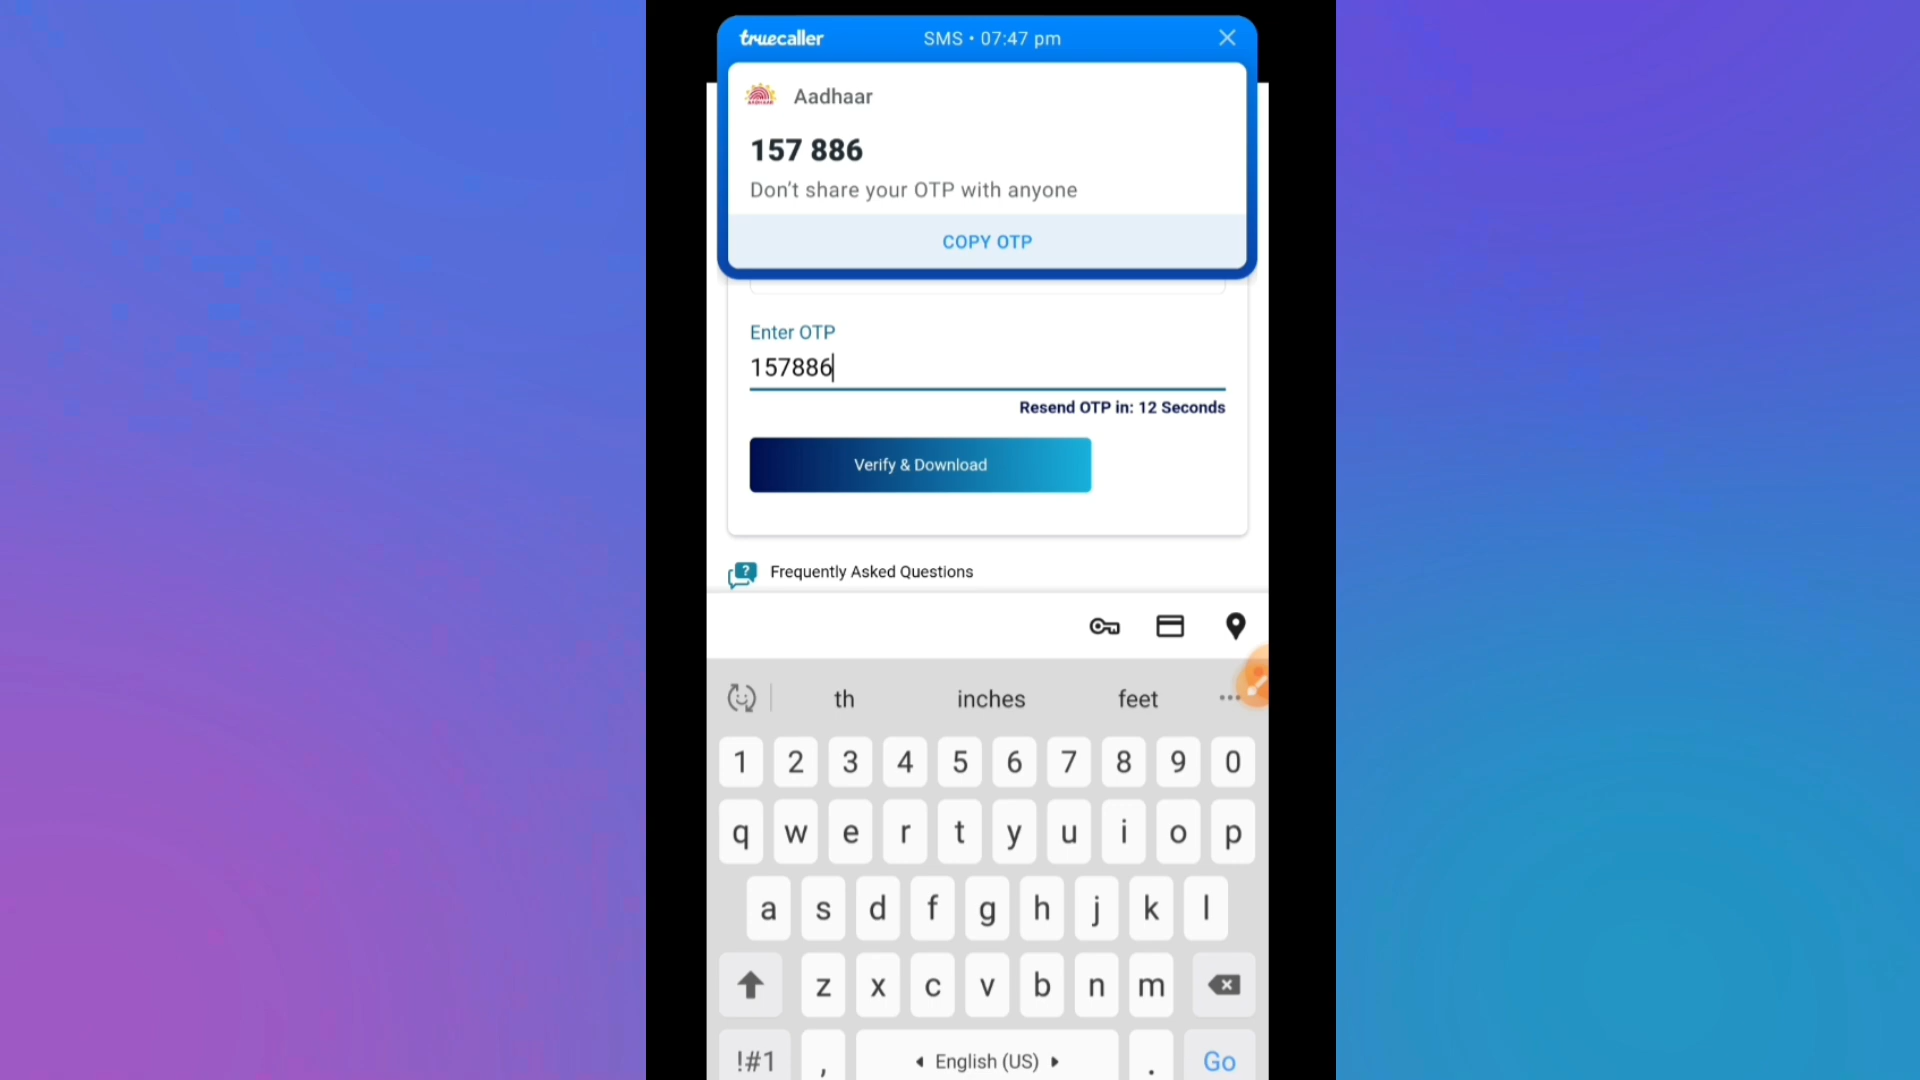 truecaller SMS • 07:47 pm
AADHAAR Aadhaar
157 886
Don't share your OTP with anyone
COPY OTP
Enter OTP
157886
Resend OTP in: 12 Seconds
Verify & Download
? Frequently Asked Questions
th inches feet ...
1 2 3 4 5 6 7 8 9 0
q w e r t y u i o p
a s d f g h j k l
z x c v b n m
!#1 , English (US) . Go